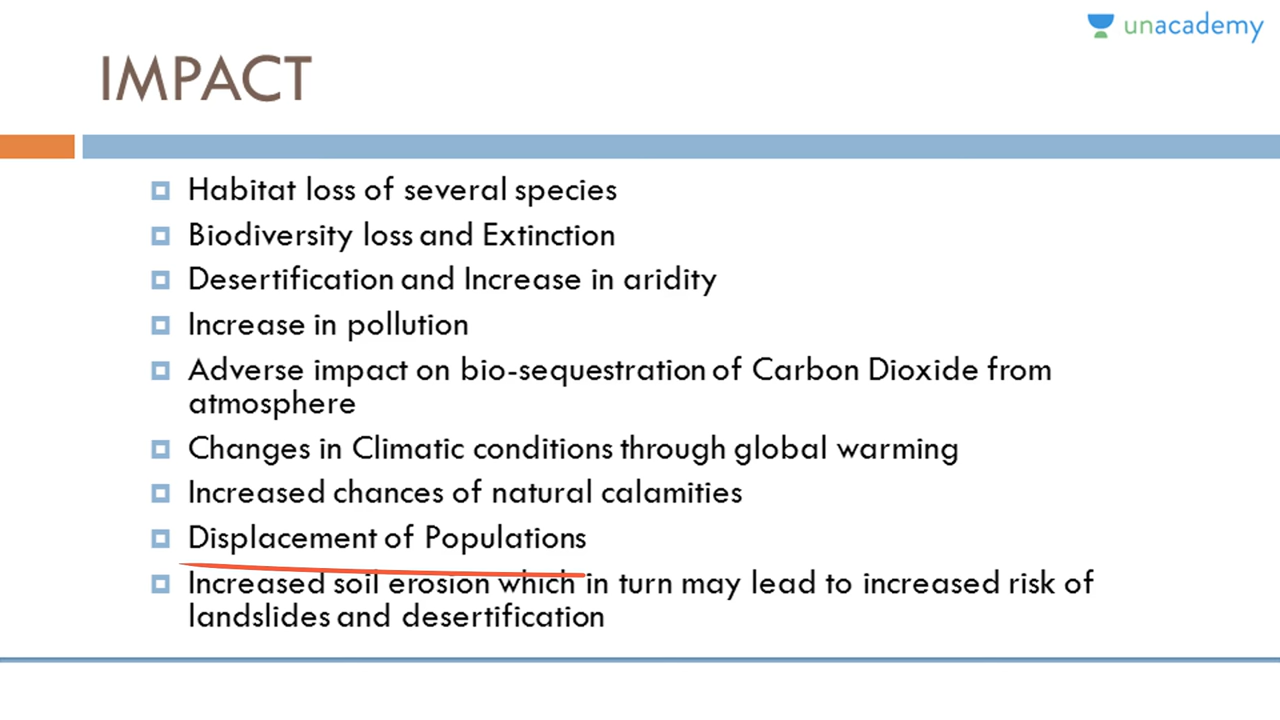 unacademy
IMPACT
Habitat loss of several species
Biodiversity loss and Extinction
Desertification and Increase in aridity
Increase in pollution
Adverse impact on bio-sequestration of Carbon Dioxide from
atmosphere
Changes in Climatic conditions through global warming
Increased chances of natural calamities
Displacement of Populations
Increased soil erosion which in turn may lead to increased risk of
landslides and desertification